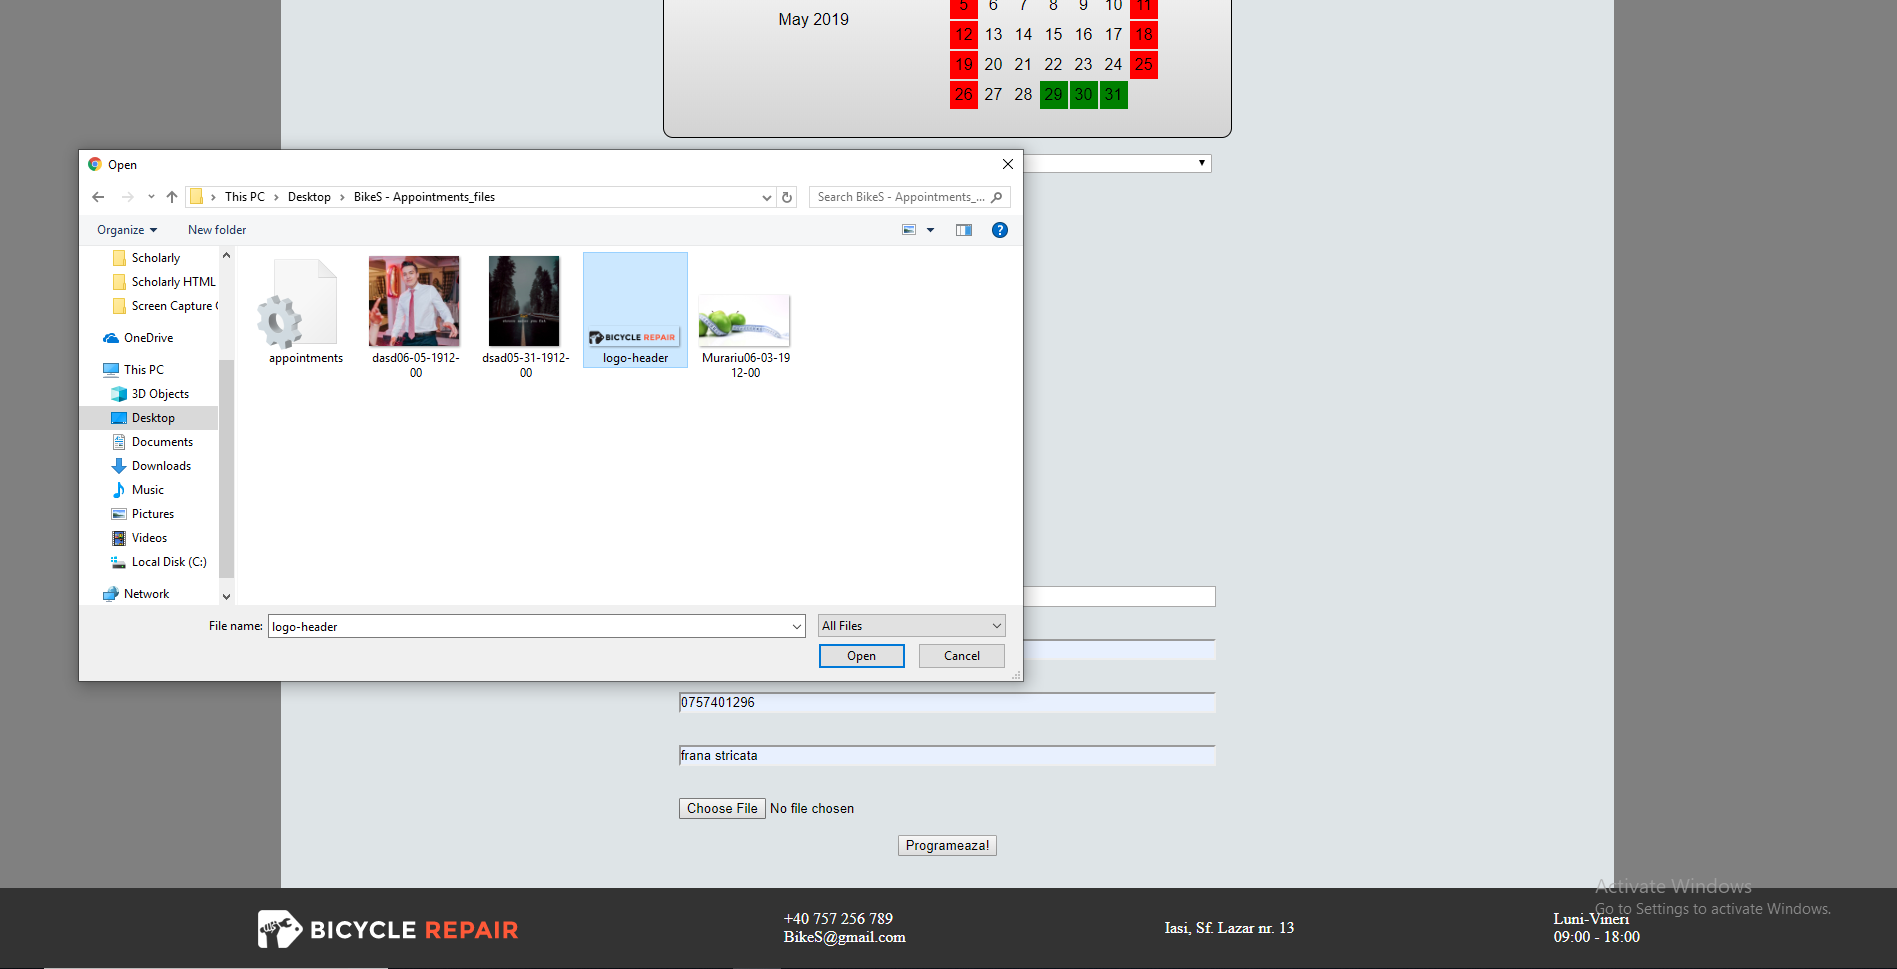 5 6 7 8 9 10 11
May 2019
12 13 14 15 16 17 18
19 20 21 22 23 24 25
26 27 28 29 30 31
Open
This PC > Desktop > BikeS - Appointments_files
Search BikeS - Appointments_...
Organize
New folder
Scholarly
Scholarly HTML
Screen Capture
OneDrive
This PC
3D Objects
Desktop
Documents
Downloads
Music
Pictures
Videos
Local Disk (C:)
Network
appointments
dasd06-05-1912-
00
dsad05-31-1912-
00
BICYCLE REPAIR
logo-header
Murariu06-03-19
12-00
File name: logo-header
All Files
Open
Cancel
0757401296
frana stricata
Choose File No file chosen
Programeaza!
Activate Windows
Go to Settings to activate Windows.
BICYCLE REPAIR
+40 757 256 789
BikeS@gmail.com
Iasi, Sf. Lazar nr. 13
Luni-Vineri
09:00 - 18:00